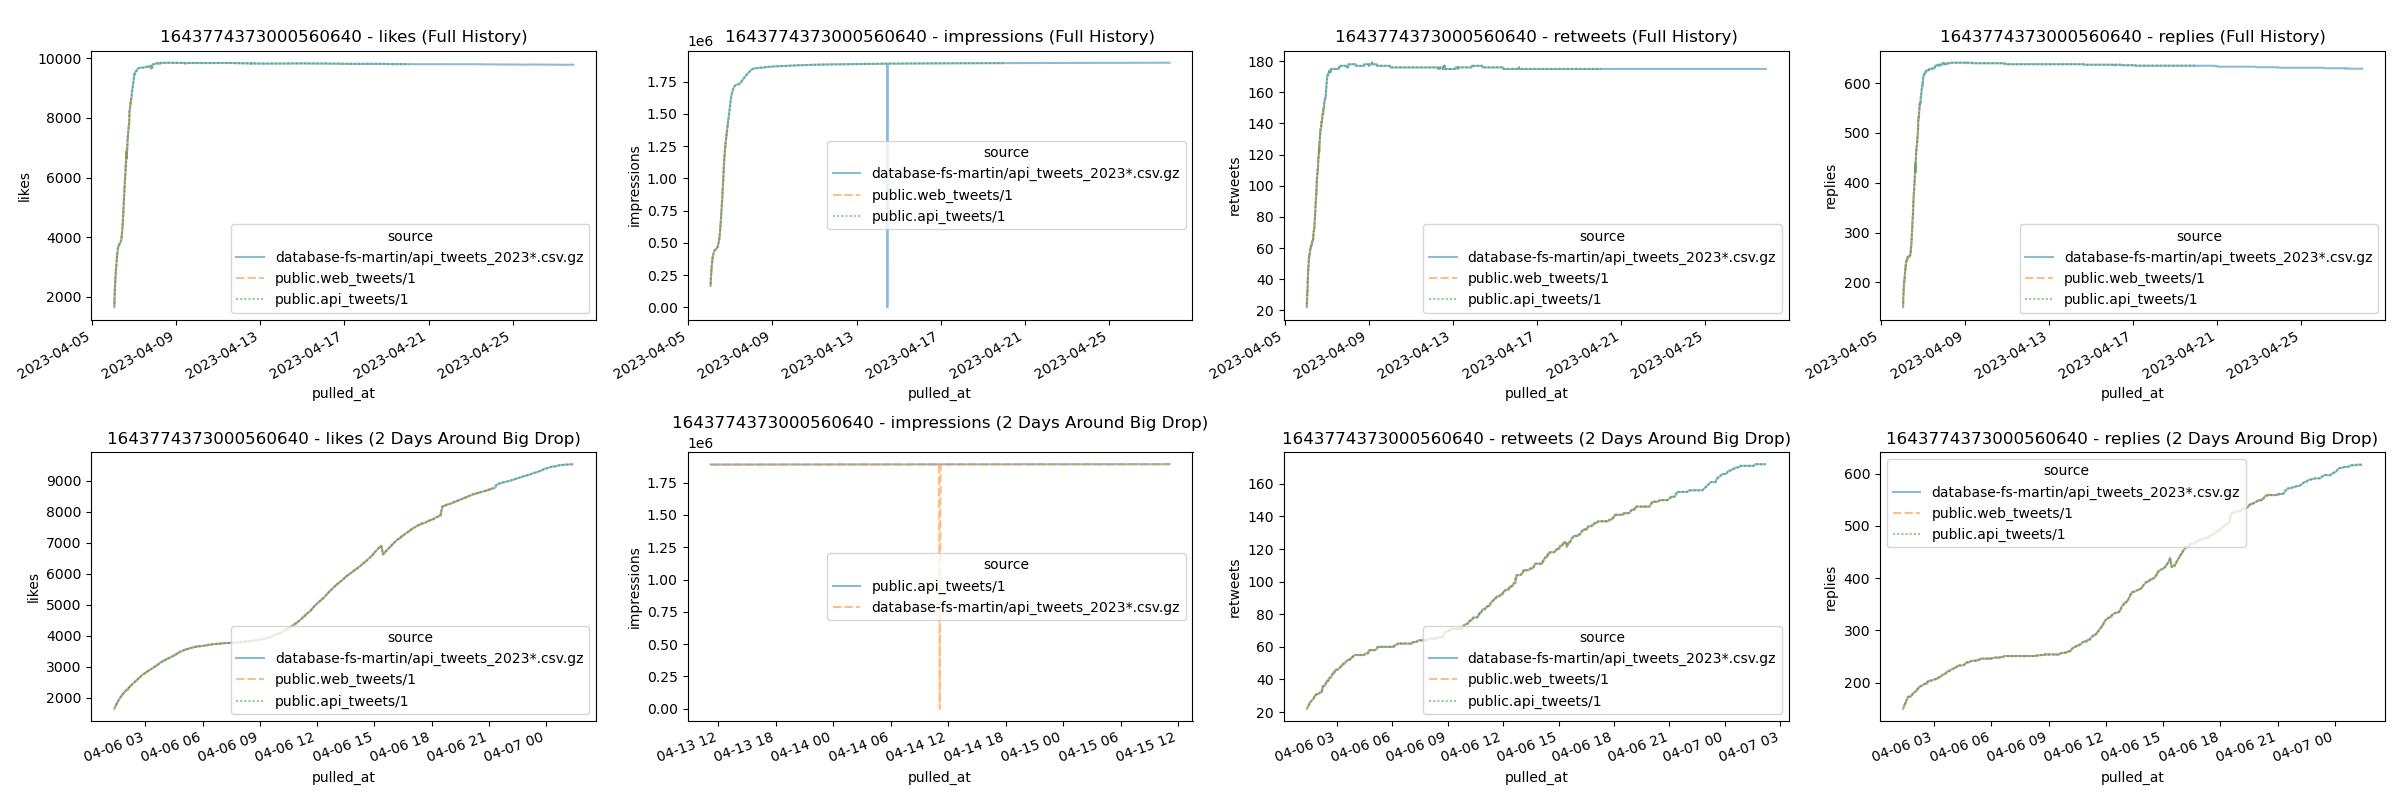 1643774373000560640 - likes (Full History)
likes
10000
8000
6000
4000
2000
source
database-fs-martin/api_tweets_2023*.csv.gz
public.web_tweets/1
public.api_tweets/1
2023-04-05
2023-04-09
2023-04-13
2023-04-17
2023-04-21
2023-04-25
pulled_at
1643774373000560640 - impressions (Full History)
1e6
impressions
1.75
1.50
1.25
1.00
0.75
0.50
0.25
0.00
source
database-fs-martin/api_tweets_2023*.csv.gz
public.web_tweets/1
public.api_tweets/1
2023-04-05
2023-04-09
2023-04-13
2023-04-17
2023-04-21
2023-04-25
pulled_at
1643774373000560640 - retweets (Full History)
retweets
180
160
140
120
100
80
60
40
20
source
database-fs-martin/api_tweets_2023*.csv.gz
public.web_tweets/1
public.api_tweets/1
2023-04-05
2023-04-09
2023-04-13
2023-04-17
2023-04-21
2023-04-25
pulled_at
1643774373000560640 - replies (Full History)
replies
600
500
400
300
200
source
database-fs-martin/api_tweets_2023*.csv.gz
public.web_tweets/1
public.api_tweets/1
2023-04-05
2023-04-09
2023-04-13
2023-04-17
2023-04-21
2023-04-25
pulled_at
1643774373000560640 - likes (2 Days Around Big Drop)
likes
9000
8000
7000
6000
5000
4000
3000
2000
source
database-fs-martin/api_tweets_2023*.csv.gz
public.web_tweets/1
public.api_tweets/1
04-06 03
04-06 06
04-06 09
04-06 12
04-06 15
04-06 18
04-06 21
04-07 00
pulled_at
1643774373000560640 - impressions (2 Days Around Big Drop)
1e6
impressions
1.75
1.50
1.25
1.00
0.75
0.50
0.25
0.00
source
public.api_tweets/1
database-fs-martin/api_tweets_2023*.csv.gz
04-13 12
04-13 18
04-14 00
04-14 06
04-14 12
04-14 18
04-15 00
04-15 06
04-15 12
pulled_at
1643774373000560640 - retweets (2 Days Around Big Drop)
retweets
160
140
120
100
80
60
40
20
source
database-fs-martin/api_tweets_2023*.csv.gz
public.web_tweets/1
public.api_tweets/1
04-06 03
04-06 06
04-06 09
04-06 12
04-06 15
04-06 18
04-06 21
04-07 00
04-07 03
pulled_at
1643774373000560640 - replies (2 Days Around Big Drop)
replies
600
500
400
300
200
source
database-fs-martin/api_tweets_2023*.csv.gz
public.web_tweets/1
public.api_tweets/1
04-06 03
04-06 06
04-06 09
04-06 12
04-06 15
04-06 18
04-06 21
04-07 00
pulled_at